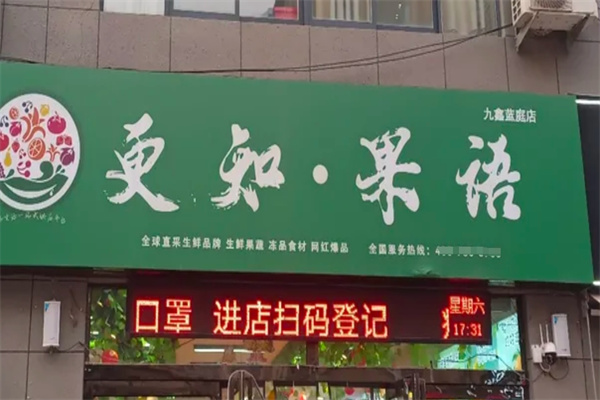 九鑫蓝庭店
更知·果语
全球直采生鲜品牌 生鲜果蔬 冻品食材 网红爆品 全国服务热线：
口罩 进店扫码登记
星期六
17:31